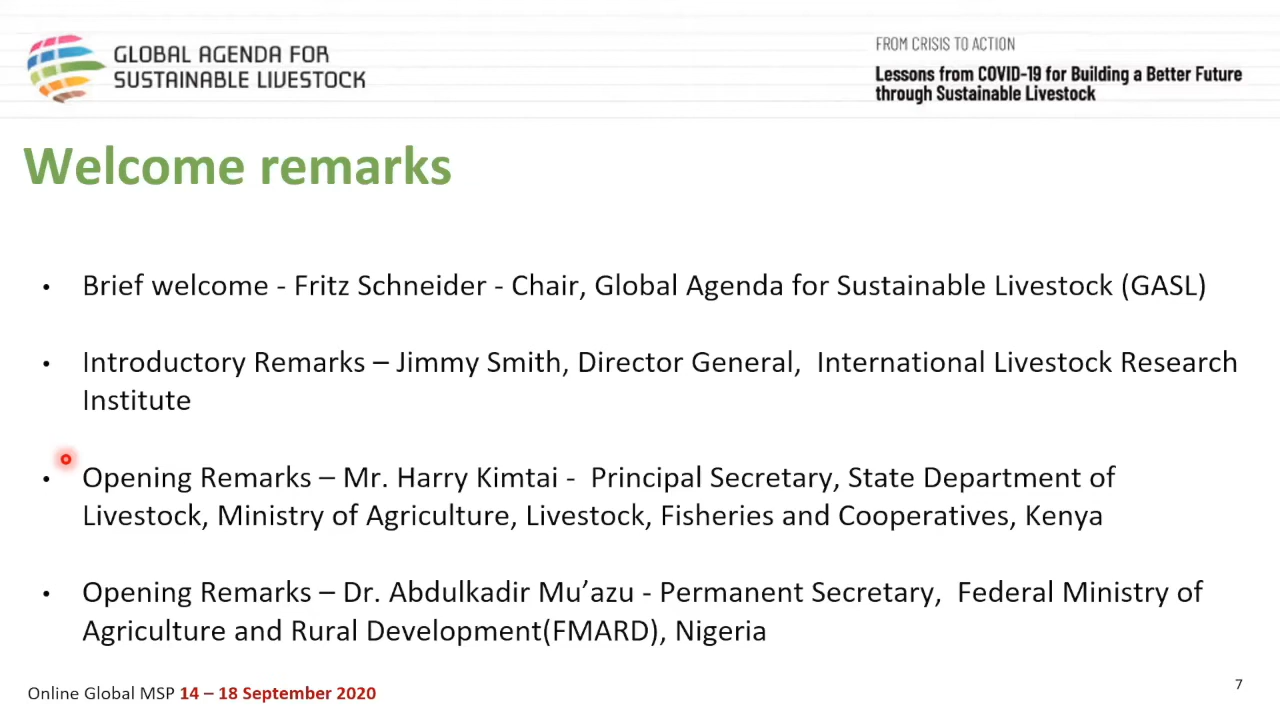 GLOBAL AGENDA FOR
SUSTAINABLE LIVESTOCK
FROM CRISIS TO ACTION
Lessons from COVID-19 for Building a Better Future
through Sustainable Livestock
Welcome remarks
• Brief welcome - Fritz Schneider - Chair, Global Agenda for Sustainable Livestock (GASL)
• Introductory Remarks – Jimmy Smith, Director General,  International Livestock Research
Institute
• Opening Remarks – Mr. Harry Kimtai -  Principal Secretary, State Department of
Livestock, Ministry of Agriculture, Livestock, Fisheries and Cooperatives, Kenya
• Opening Remarks – Dr. Abdulkadir Mu’azu - Permanent Secretary,  Federal Ministry of
Agriculture and Rural Development(FMARD), Nigeria
Online Global MSP 14 – 18 September 2020
7